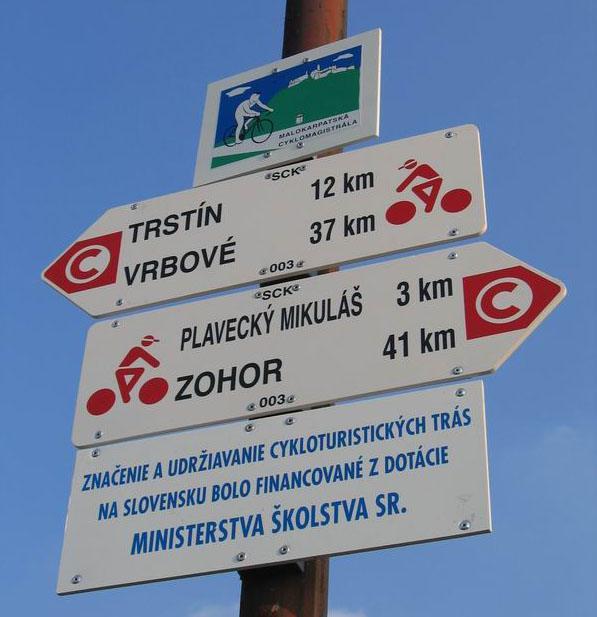 MALOKARPATSKÁ
CYKLOMAGISTRÁLA
SCK
TRSTÍN 12 km
C
VRBOVÉ 37 km
003
SCK
PLAVECKÝ MIKULÁŠ 3 km
C
ZOHOR 41 km
003
ZNAČENIE A UDRŽIAVANIE CYKLOTURISTICKÝCH TRÁS
NA SLOVENSKU BOLO FINANCOVANÉ Z DOTÁCIE
MINISTERSTVA ŠKOLSTVA SR.